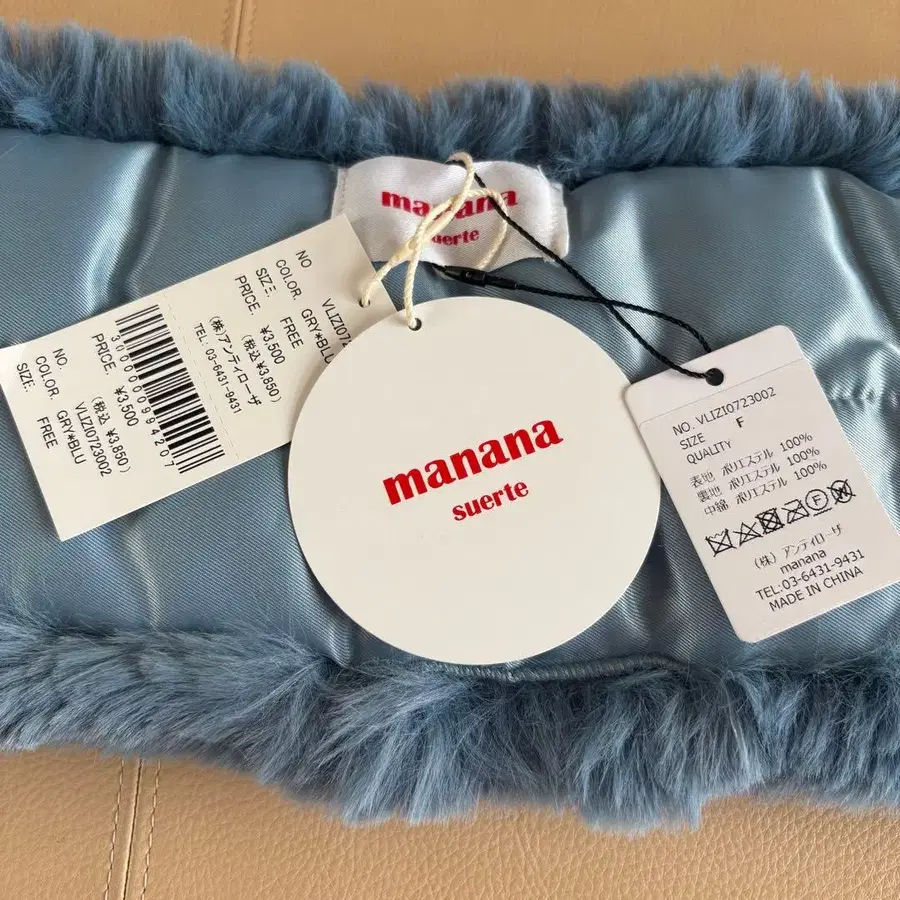 manana
suerte
NO. VLIZI0723002
COLOR. GRY*BLU
SIZE. FREE
PRICE. ¥3,500
(税込 ¥3,850)
(株)アンティローザ
TEL: 03-6431-9431
3000000994207
PRICE. ¥3,500
(税込 ¥3,850)
NO. VLIZI0723002
COLOR. GRY*BLU
SIZE. FREE
manana
suerte
NO. VLIZI0723002
SIZE F
QUALITY
表地 ポリエステル 100%
裏地 ポリエステル 100%
中綿 ポリエステル 100%
(株) アンティローザ
manana
TEL:03-6431-9431
MADE IN CHINA